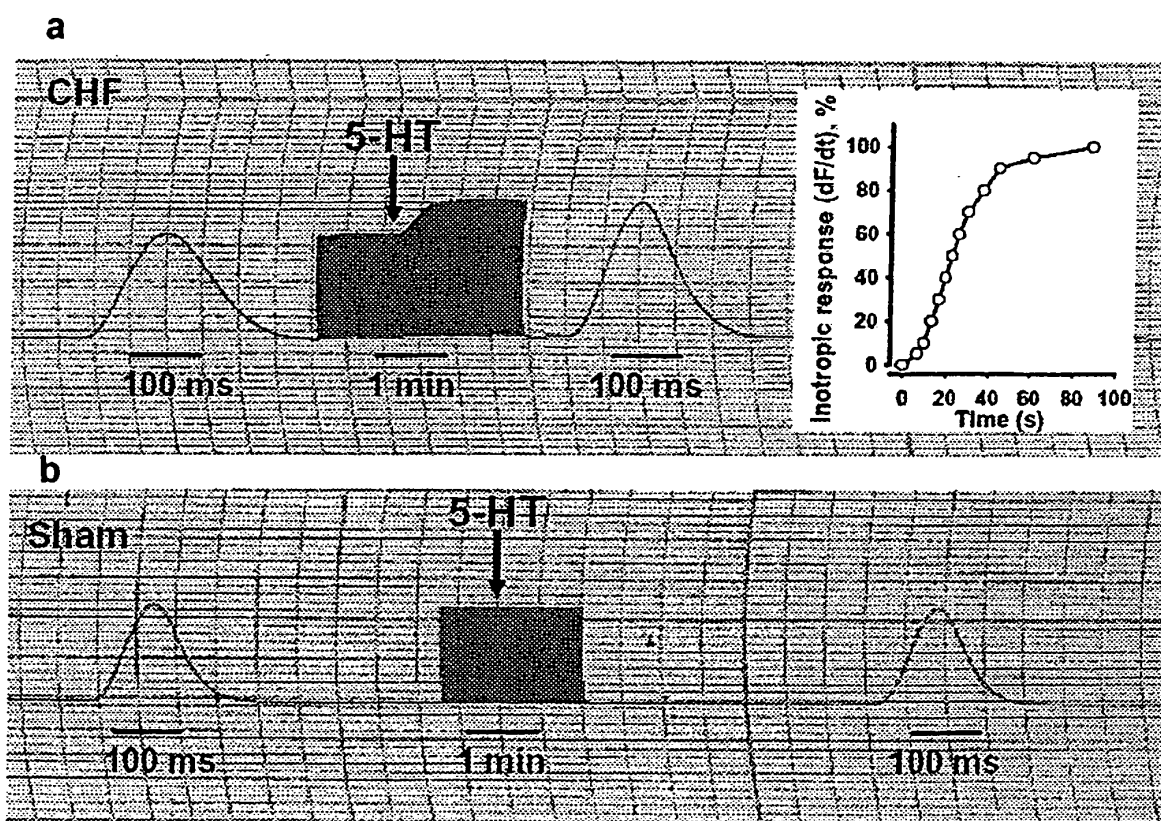 a
CHF
5-HT
100 ms
1 min
100 ms
Inotropic response (dF/dt), %
100
80
60
40
20
0
0 20 40 60 80 100
Time (s)
b
Sham
5-HT
100 ms
1 min
100 ms